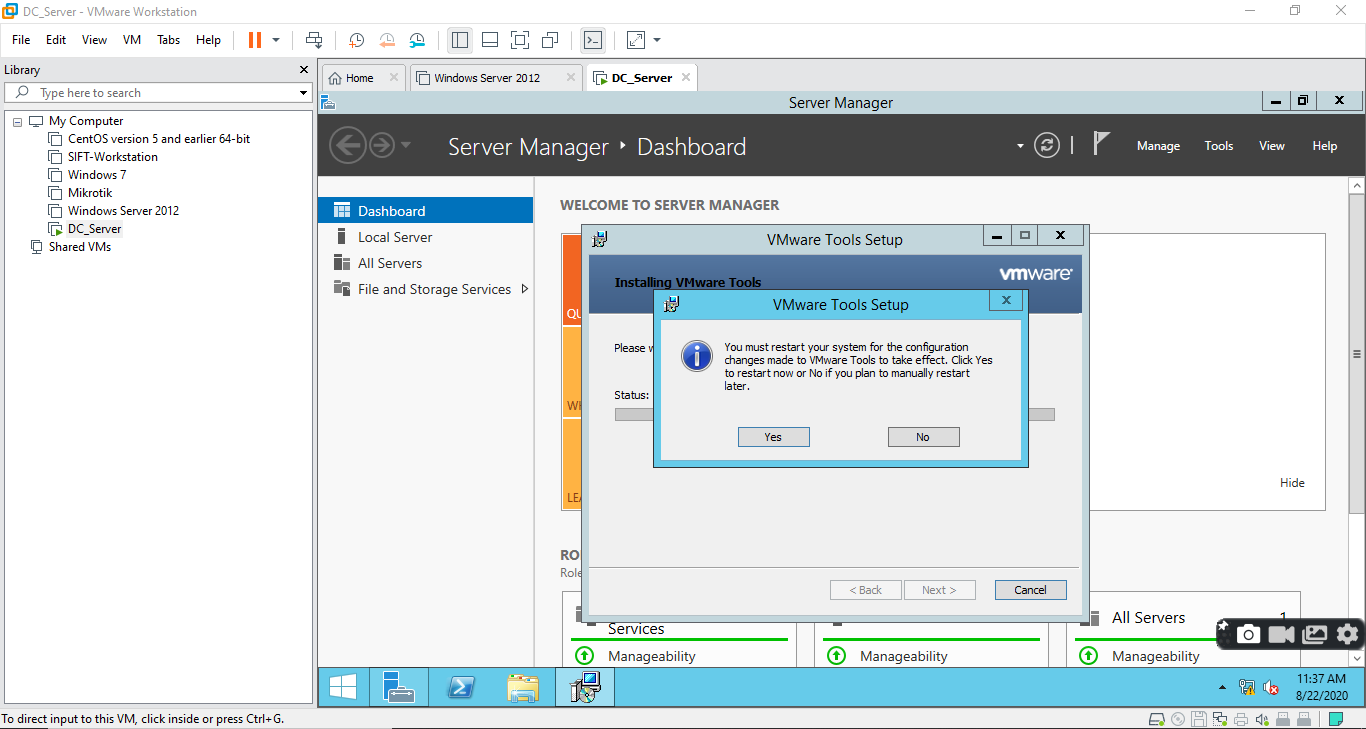 DC_Server - VMware Workstation
File Edit View VM Tabs Help
Library
Type here to search
My Computer
CentOS version 5 and earlier 64-bit
SIFT-Workstation
Windows 7
Mikrotik
Windows Server 2012
DC_Server
Shared VMs
Home
Windows Server 2012
DC_Server
Server Manager
Server Manager Dashboard
Manage Tools View Help
Dashboard
Local Server
All Servers
File and Storage Services
WELCOME TO SERVER MANAGER
QU
WH
LEA
VMware Tools Setup
Installing VMware Tools
vmware
Please w
Status:
VMware Tools Setup
You must restart your system for the configuration
changes made to VMware Tools to take effect. Click Yes
to restart now or No if you plan to manually restart
later.
Yes No
Hide
< Back Next > Cancel
RO
Role
Services
All Servers 1
Manageability
Manageability
Manageability
11:37 AM
8/22/2020
To direct input to this VM, click inside or press Ctrl+G.